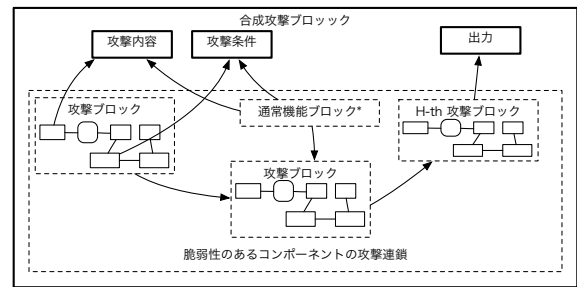 合成攻撃ブロッック
攻撃内容
攻撃条件
出力
攻撃ブロック
通常機能ブロック*
H-th 攻撃ブロック
攻撃ブロック
脆弱性のあるコンポーネントの攻撃連鎖